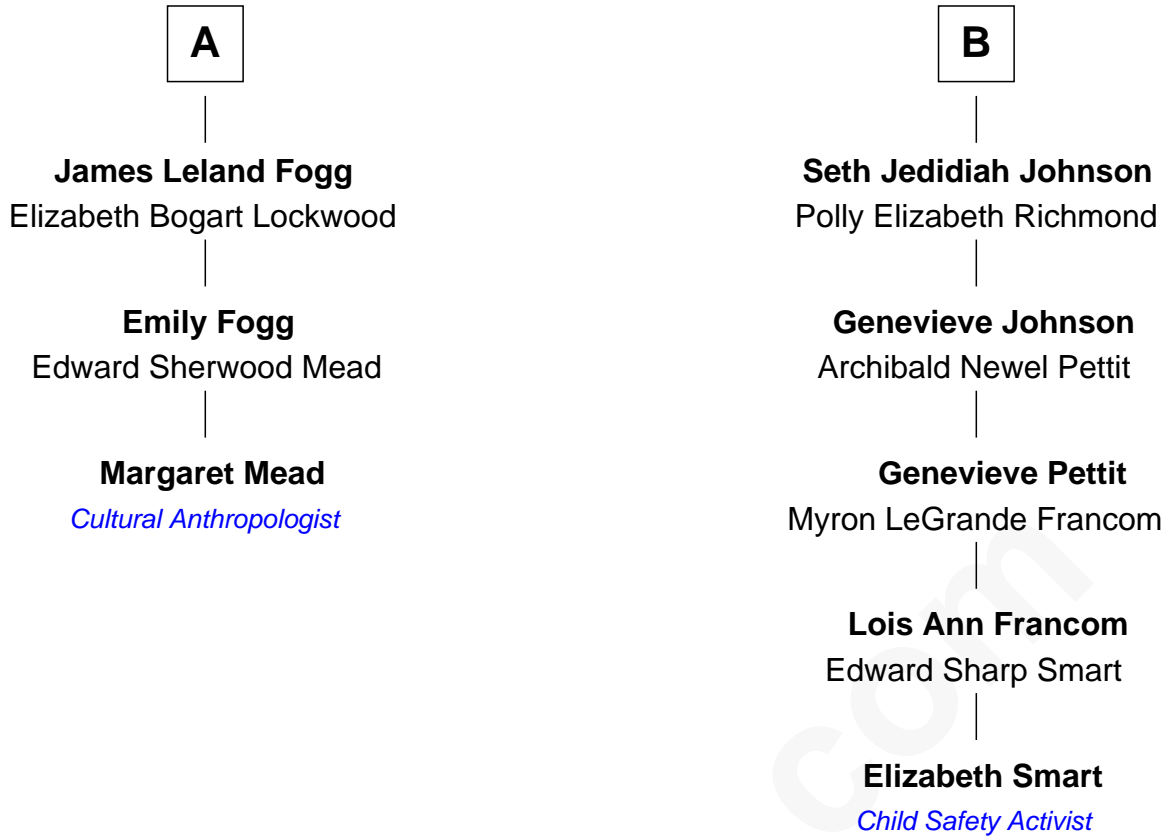 A
James Leland Fogg
Elizabeth Bogart Lockwood
Emily Fogg
Edward Sherwood Mead
Margaret Mead
Cultural Anthropologist
B
Seth Jedidiah Johnson
Polly Elizabeth Richmond
Genevieve Johnson
Archibald Newel Pettit
Genevieve Pettit
Myron LeGrande Francom
Lois Ann Francom
Edward Sharp Smart
Elizabeth Smart
Child Safety Activist
com